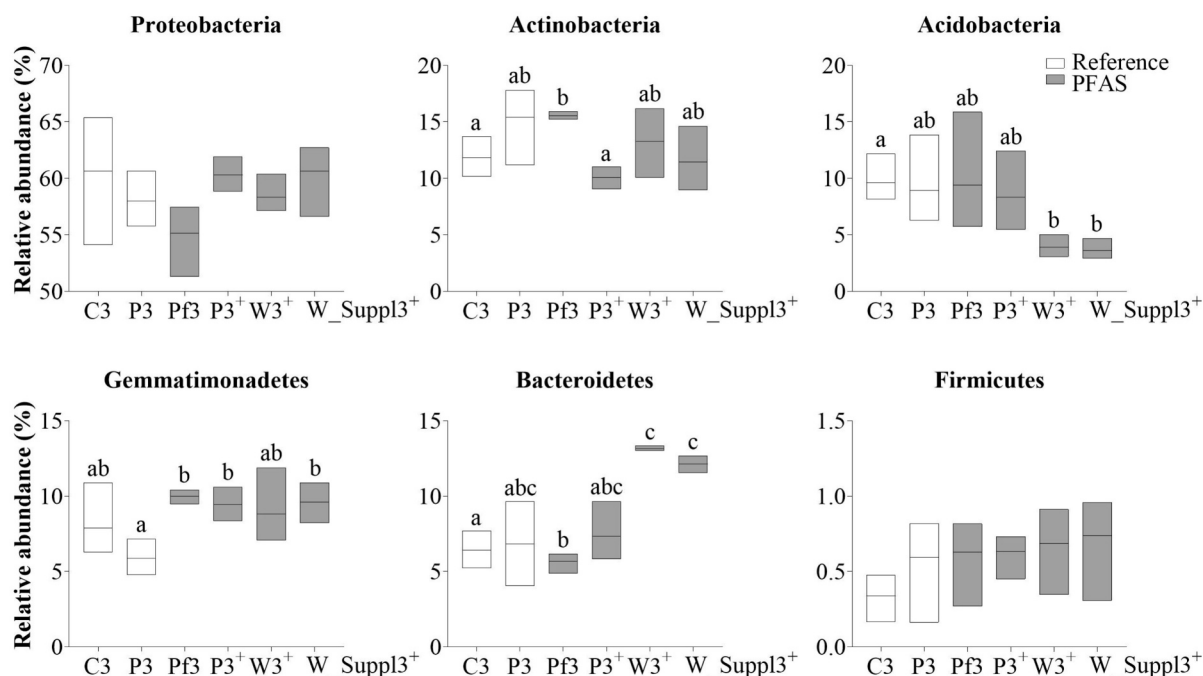 Proteobacteria
Relative abundance (%)
70
65
60
55
50
C3 P3 Pf3 P3⁺ W3⁺ W_Suppl3⁺
Actinobacteria
20
15
10
5
0
a ab b a ab ab
C3 P3 Pf3 P3⁺ W3⁺ W_Suppl3⁺
Acidobacteria
Reference
PFAS
20
15
10
5
0
a ab ab ab b b
C3 P3 Pf3 P3⁺ W3⁺ W_Suppl3⁺
Gemmatimonadetes
Relative abundance (%)
15
10
5
0
ab a b b ab b
C3 P3 Pf3 P3⁺ W3⁺ W_Suppl3⁺
Bacteroidetes
15
10
5
0
a abc b abc c c
C3 P3 Pf3 P3⁺ W3⁺ W_Suppl3⁺
Firmicutes
1.5
1.0
0.5
0.0
C3 P3 Pf3 P3⁺ W3⁺ W_Suppl3⁺